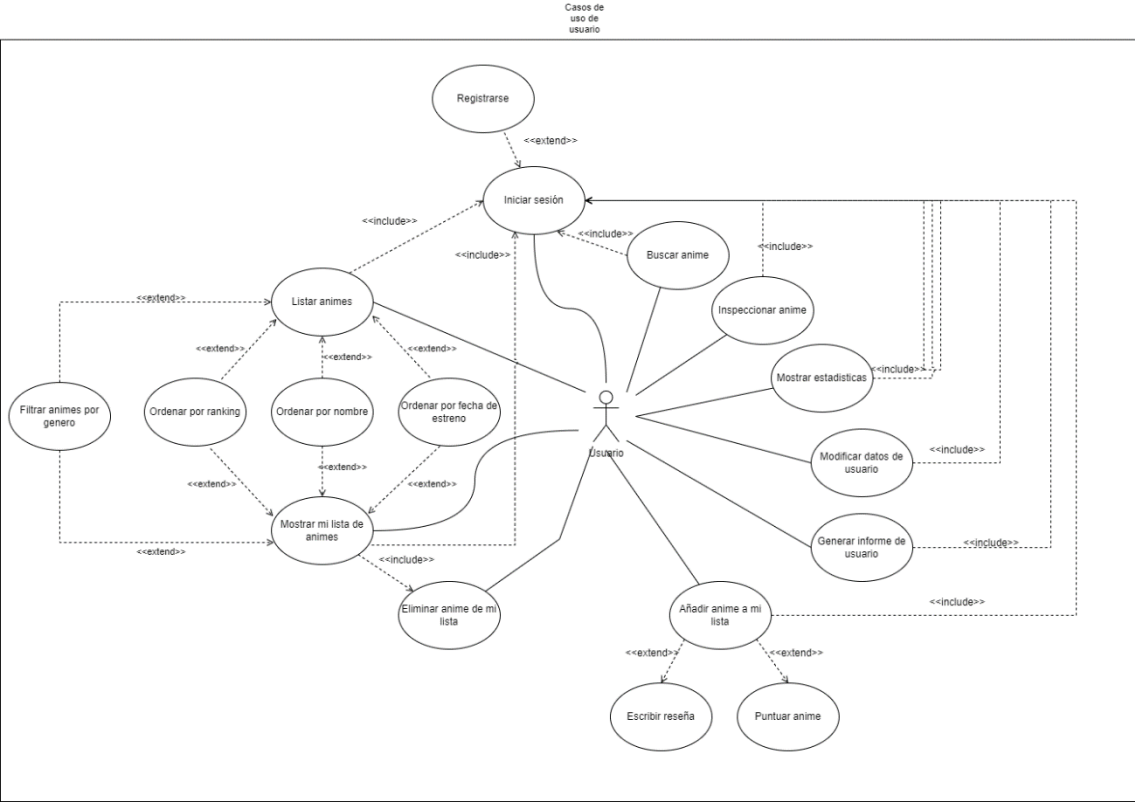 Casos de
uso de
usuario
Registrarse
<<extend>>
Iniciar sesión
<<include>>
<<include>>
<<include>>
Buscar anime
<<include>>
Listar animes
Inspeccionar anime
<<extend>>
<<extend>>
<<extend>>
<<extend>>
Mostrar estadisticas
<<include>>
Filtrar animes por
genero
Ordenar por ranking
Ordenar por nombre
Ordenar por fecha de
estreno
Usuario
<<extend>>
<<extend>>
<<extend>>
Modificar datos de
usuario
<<include>>
Mostrar mi lista de
animes
<<extend>>
<<include>>
Generar informe de
usuario
<<include>>
Eliminar anime de mi
lista
Añadir anime a mi
lista
<<include>>
<<extend>>
<<extend>>
Escribir reseña
Puntuar anime